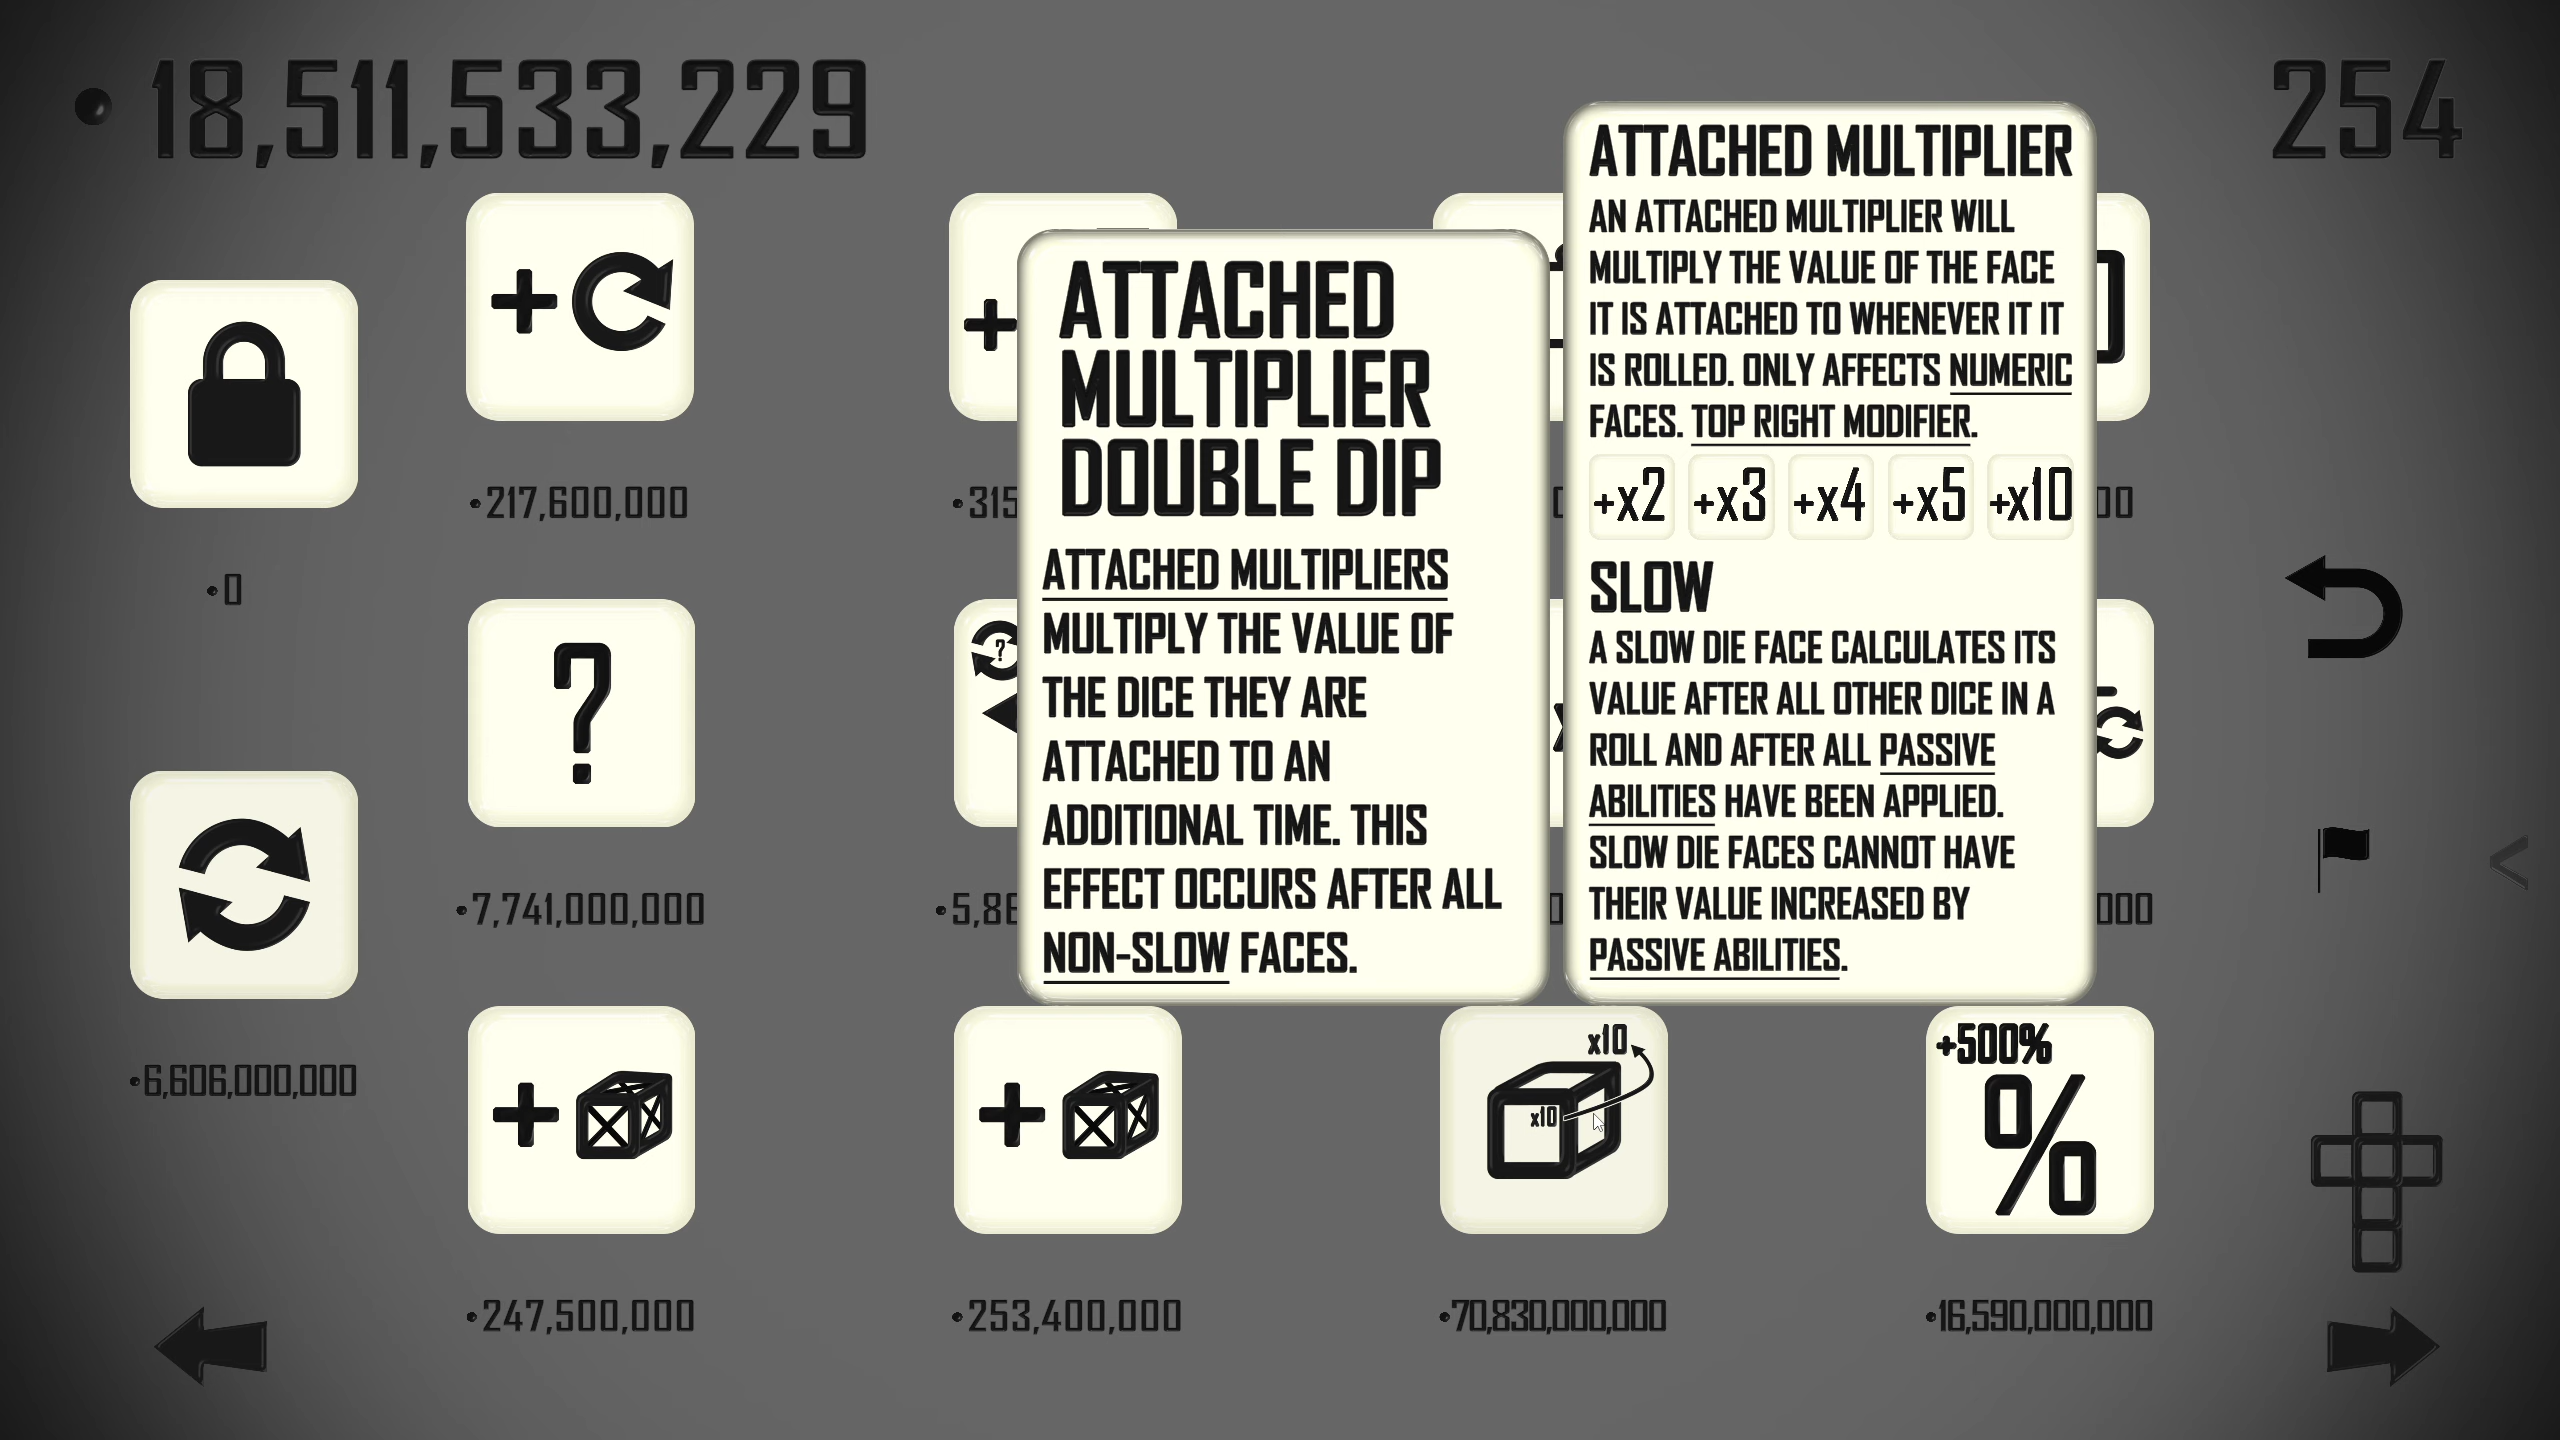 18,511,533,229
254
ATTACHED
MULTIPLIER
DOUBLE DIP
ATTACHED MULTIPLIERS
MULTIPLY THE VALUE OF
THE DICE THEY ARE
ATTACHED TO AN
ADDITIONAL TIME. THIS
EFFECT OCCURS AFTER ALL
NON-SLOW FACES.
ATTACHED MULTIPLIER
AN ATTACHED MULTIPLIER WILL
MULTIPLY THE VALUE OF THE FACE
IT IS ATTACHED TO WHENEVER IT IT
IS ROLLED. ONLY AFFECTS NUMERIC
FACES. TOP RIGHT MODIFIER.
+x2 +x3 +x4 +x5 +x10
SLOW
A SLOW DIE FACE CALCULATES ITS
VALUE AFTER ALL OTHER DICE IN A
ROLL AND AFTER ALL PASSIVE
ABILITIES HAVE BEEN APPLIED.
SLOW DIE FACES CANNOT HAVE
THEIR VALUE INCREASED BY
PASSIVE ABILITIES.
+
+
•217,600,000
•315
00
•0
?
?
•7,741,000,000
•5,88
000
•6,606,000,000
+
+
x10
x10
+500%
%
•247,500,000
•253,400,000
•70,830,000,000
•16,590,000,000
<